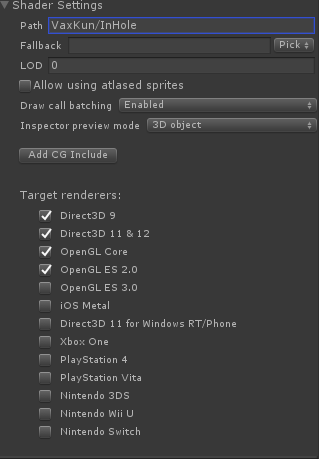 Shader Settings
Path VaxKun/InHole
Fallback Pick
LOD 0
Allow using atlased sprites
Draw call batching Enabled
Inspector preview mode 3D object
Add CG Include
Target renderers:
Direct3D 9
Direct3D 11 & 12
OpenGL Core
OpenGL ES 2.0
OpenGL ES 3.0
iOS Metal
Direct3D 11 for Windows RT/Phone
Xbox One
PlayStation 4
PlayStation Vita
Nintendo 3DS
Nintendo Wii U
Nintendo Switch